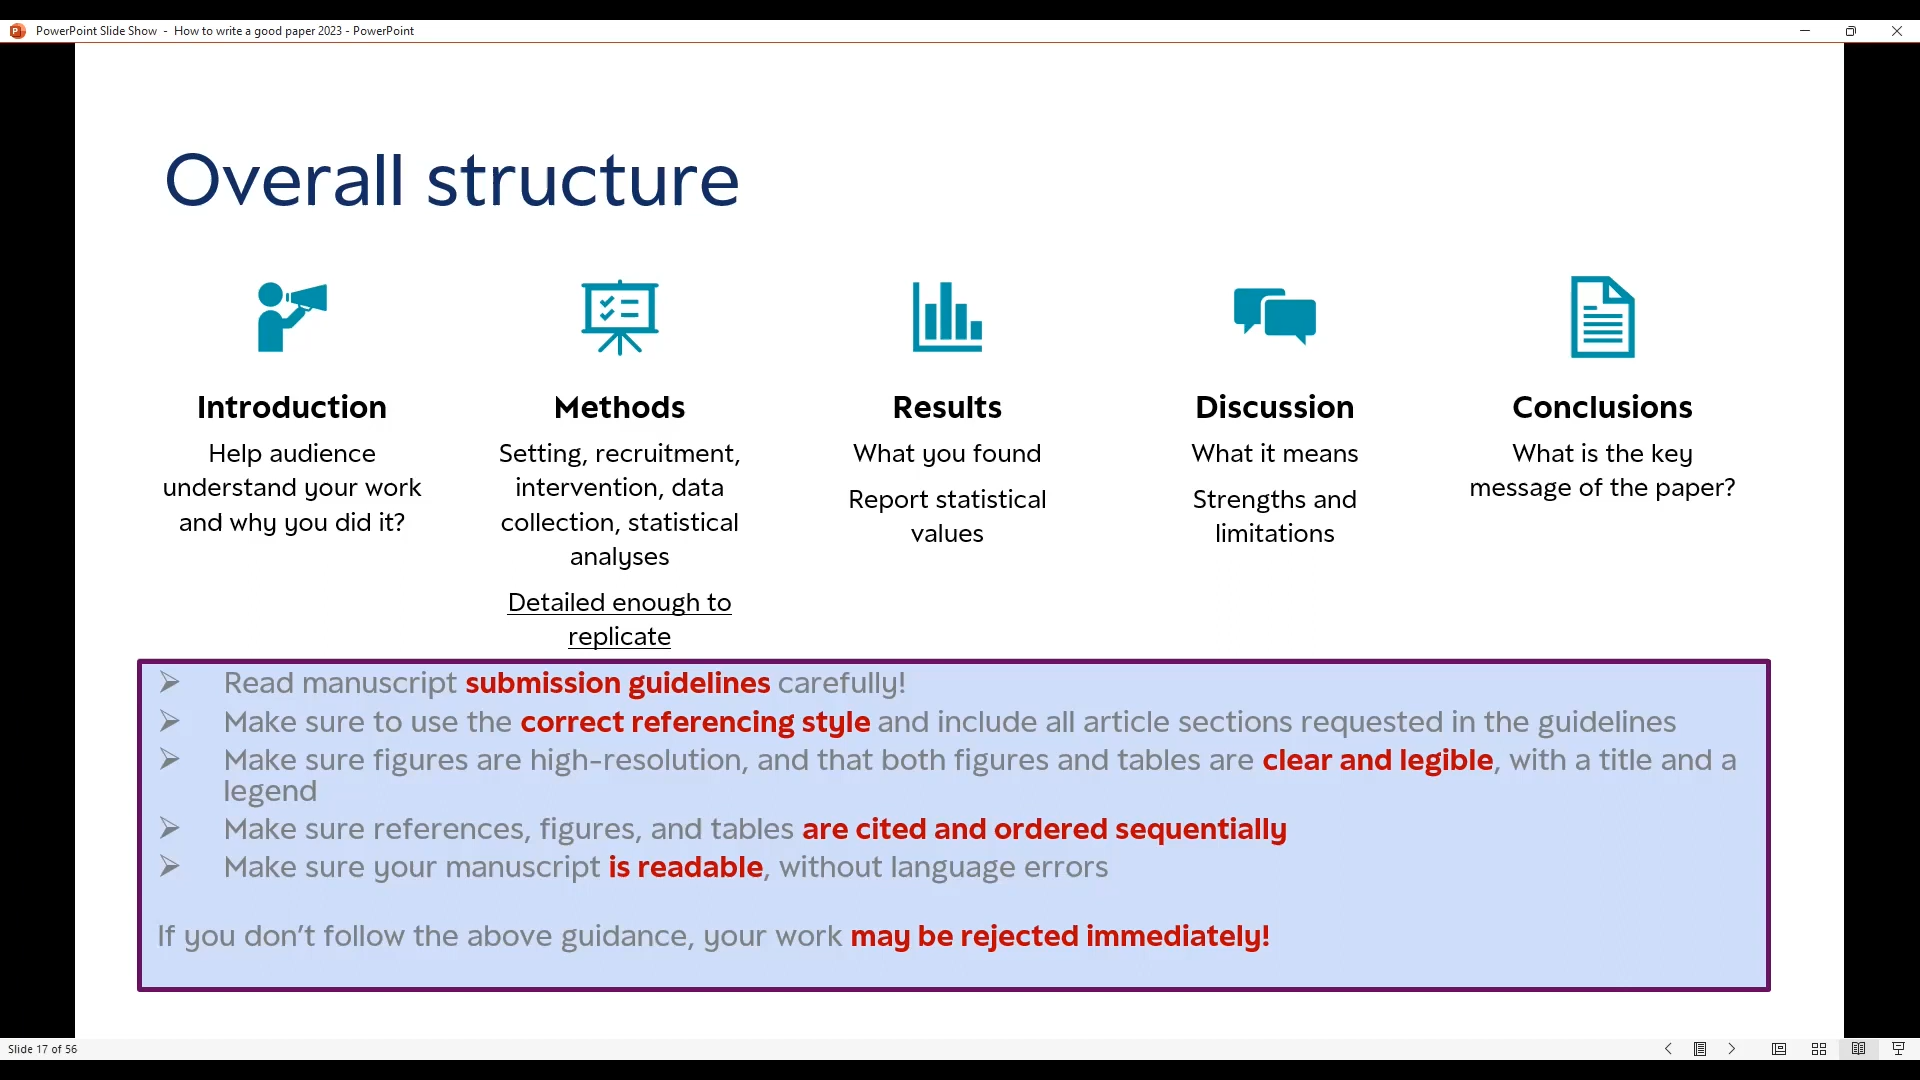 PowerPoint Slide Show - How to write a good paper 2023 - PowerPoint
Overall structure
Introduction
Help audience
understand your work
and why you did it?
Methods
Setting, recruitment,
intervention, data
collection, statistical
analyses
Detailed enough to
replicate
Results
What you found
Report statistical
values
Discussion
What it means
Strengths and
limitations
Conclusions
What is the key
message of the paper?
Read manuscript submission guidelines carefully!
Make sure to use the correct referencing style and include all article sections requested in the guidelines
Make sure figures are high-resolution, and that both figures and tables are clear and legible, with a title and a
legend
Make sure references, figures, and tables are cited and ordered sequentially
Make sure your manuscript is readable, without language errors
If you don't follow the above guidance, your work may be rejected immediately!
Slide 17 of 56